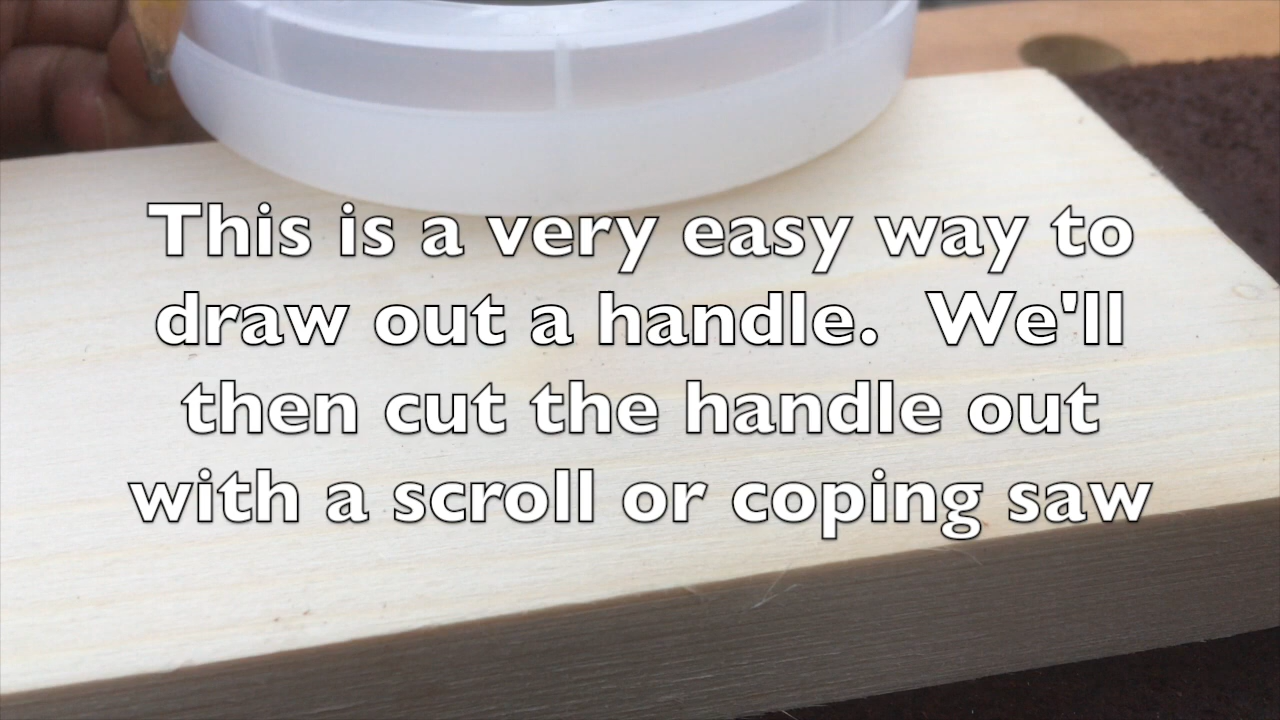 This is a very easy way to
draw out a handle.  We'll
then cut the handle out
with a scroll or coping saw